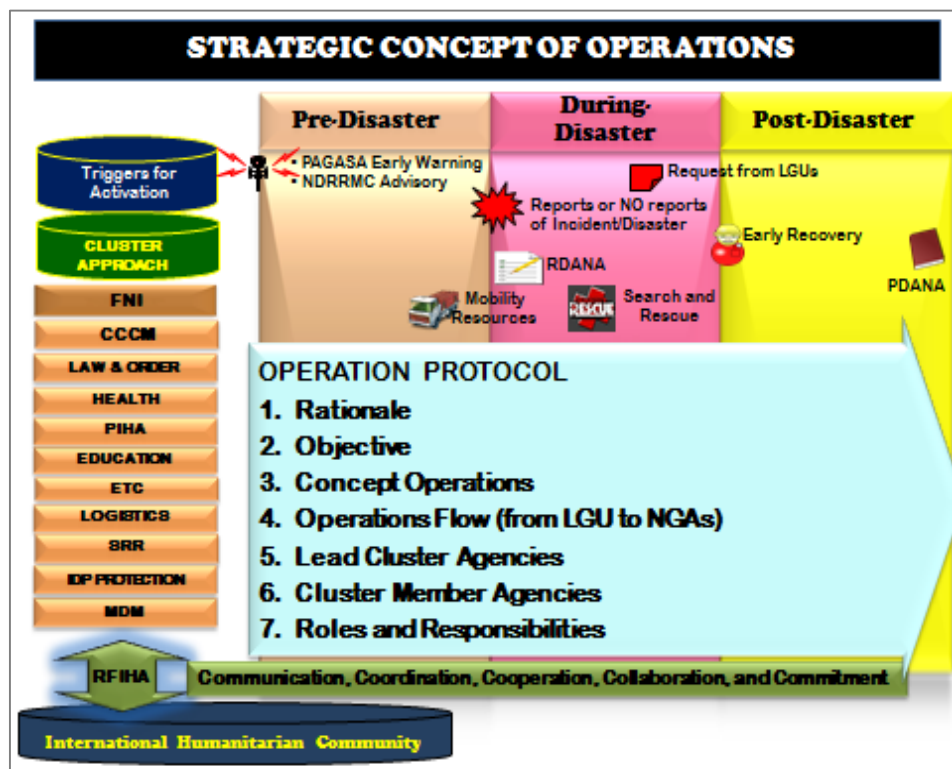 STRATEGIC CONCEPT OF OPERATIONS
Pre-Disaster
During-
Disaster
Post-Disaster
Triggers for
Activation
▪ PAGASA Early Warning
▪ NDRRMC Advisory
Request from LGUs
Reports or NO reports
of Incident/Disaster
Early Recovery
RDANA
PDANA
Mobility
Resources
RESCUE
Search and
Rescue
CLUSTER
APPROACH
FNI
CCCM
LAW & ORDER
HEALTH
PIHA
EDUCATION
ETC
LOGISTICS
SRR
IDP PROTECTION
MDM
OPERATION PROTOCOL
1. Rationale
2. Objective
3. Concept Operations
4. Operations Flow (from LGU to NGAs)
5. Lead Cluster Agencies
6. Cluster Member Agencies
7. Roles and Responsibilities
RFIHA
Communication, Coordination, Cooperation, Collaboration, and Commitment
International Humanitarian Community